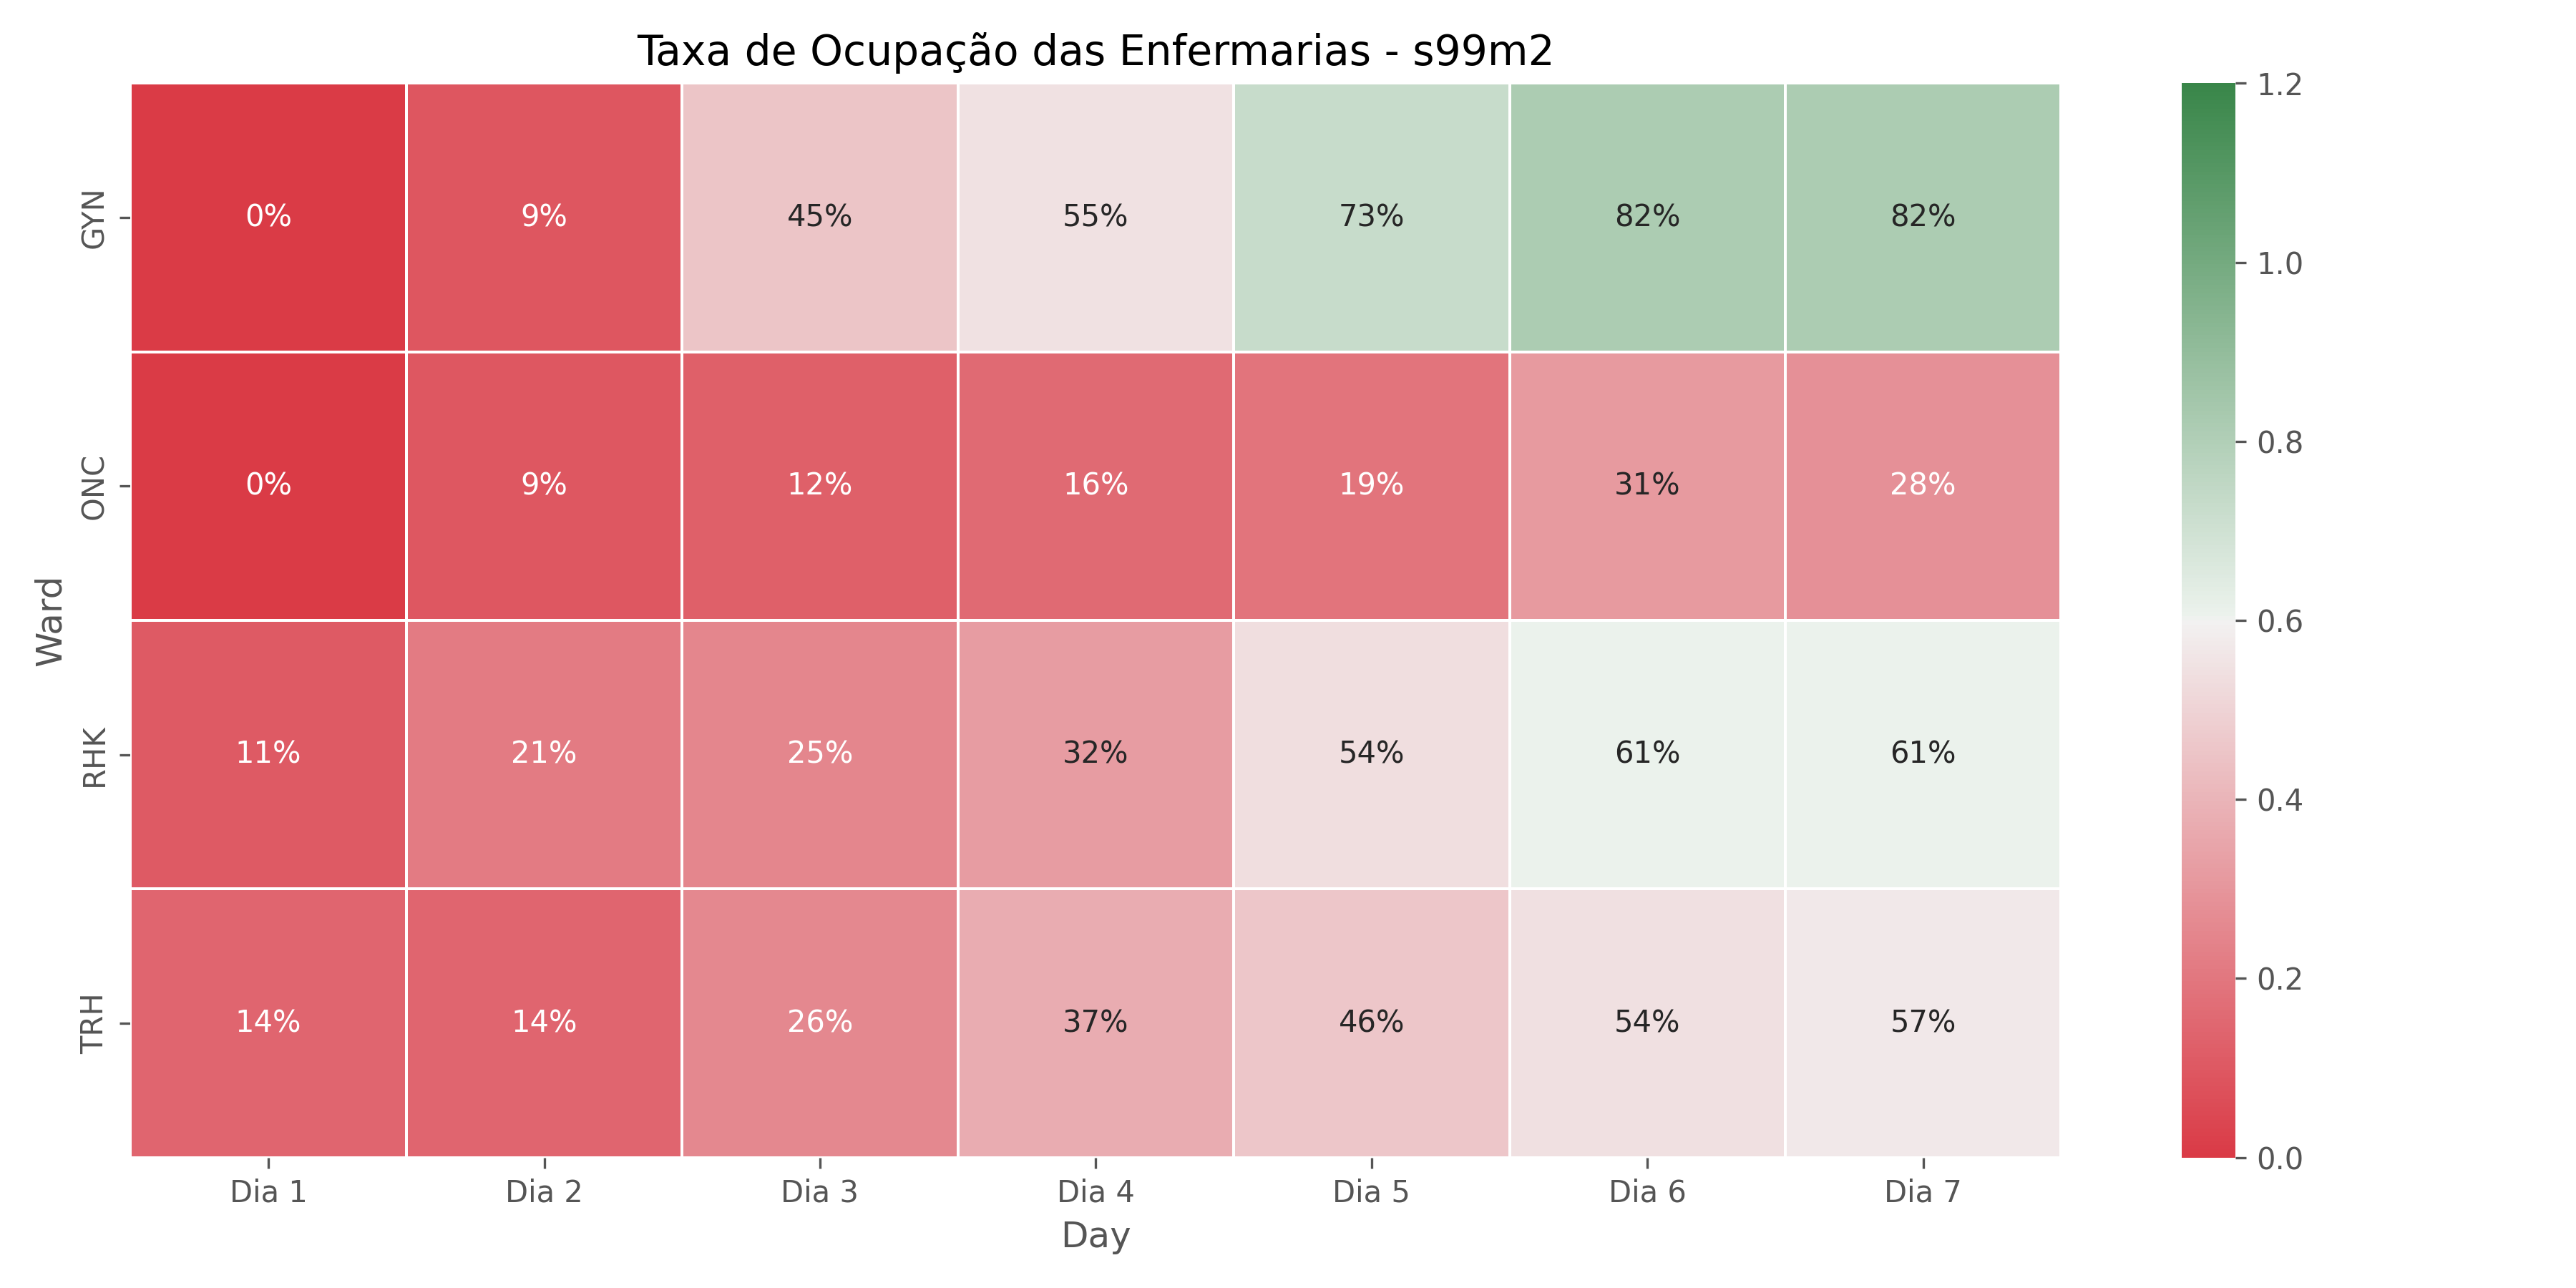 Taxa de Ocupação das Enfermarias - s99m2
Ward
GYN
0% 9% 45% 55% 73% 82% 82%
ONC
0% 9% 12% 16% 19% 31% 28%
RHK
11% 21% 25% 32% 54% 61% 61%
TRH
14% 14% 26% 37% 46% 54% 57%
Dia 1 Dia 2 Dia 3 Dia 4 Dia 5 Dia 6 Dia 7
Day
1.2
1.0
0.8
0.6
0.4
0.2
0.0